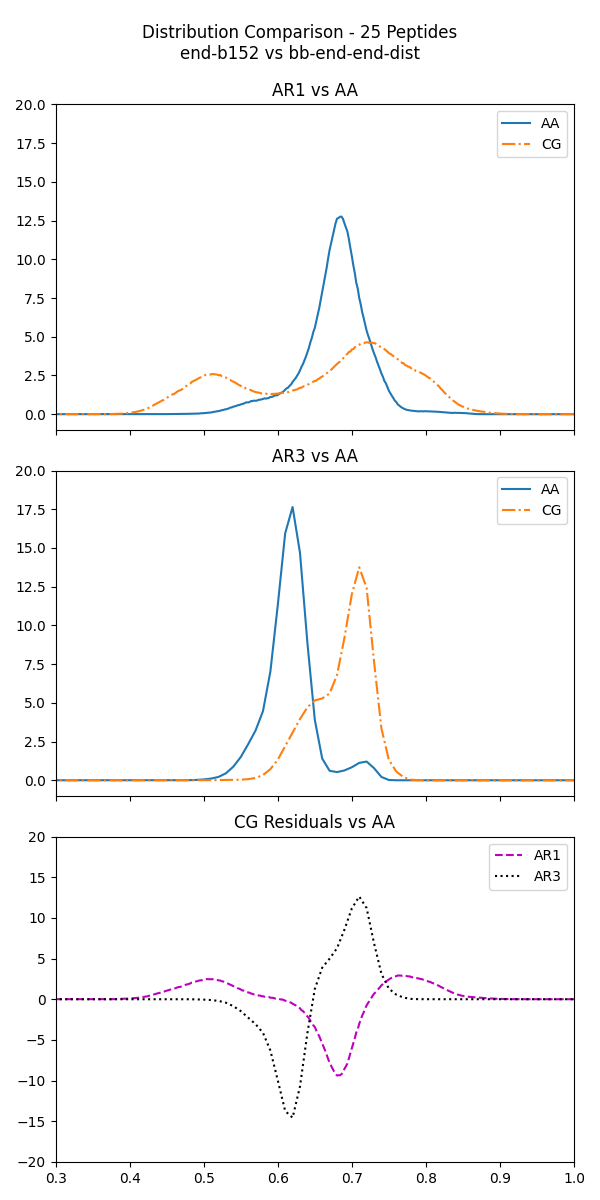 Distribution Comparison - 25 Peptides
end-b152 vs bb-end-end-dist
AR1 vs AA
20.0
17.5
15.0
12.5
10.0
7.5
5.0
2.5
0.0
AA
CG
AR3 vs AA
20.0
17.5
15.0
12.5
10.0
7.5
5.0
2.5
0.0
AA
CG
CG Residuals vs AA
20
15
10
5
0
−5
−10
−15
−20
AR1
AR3
0.3 0.4 0.5 0.6 0.7 0.8 0.9 1.0